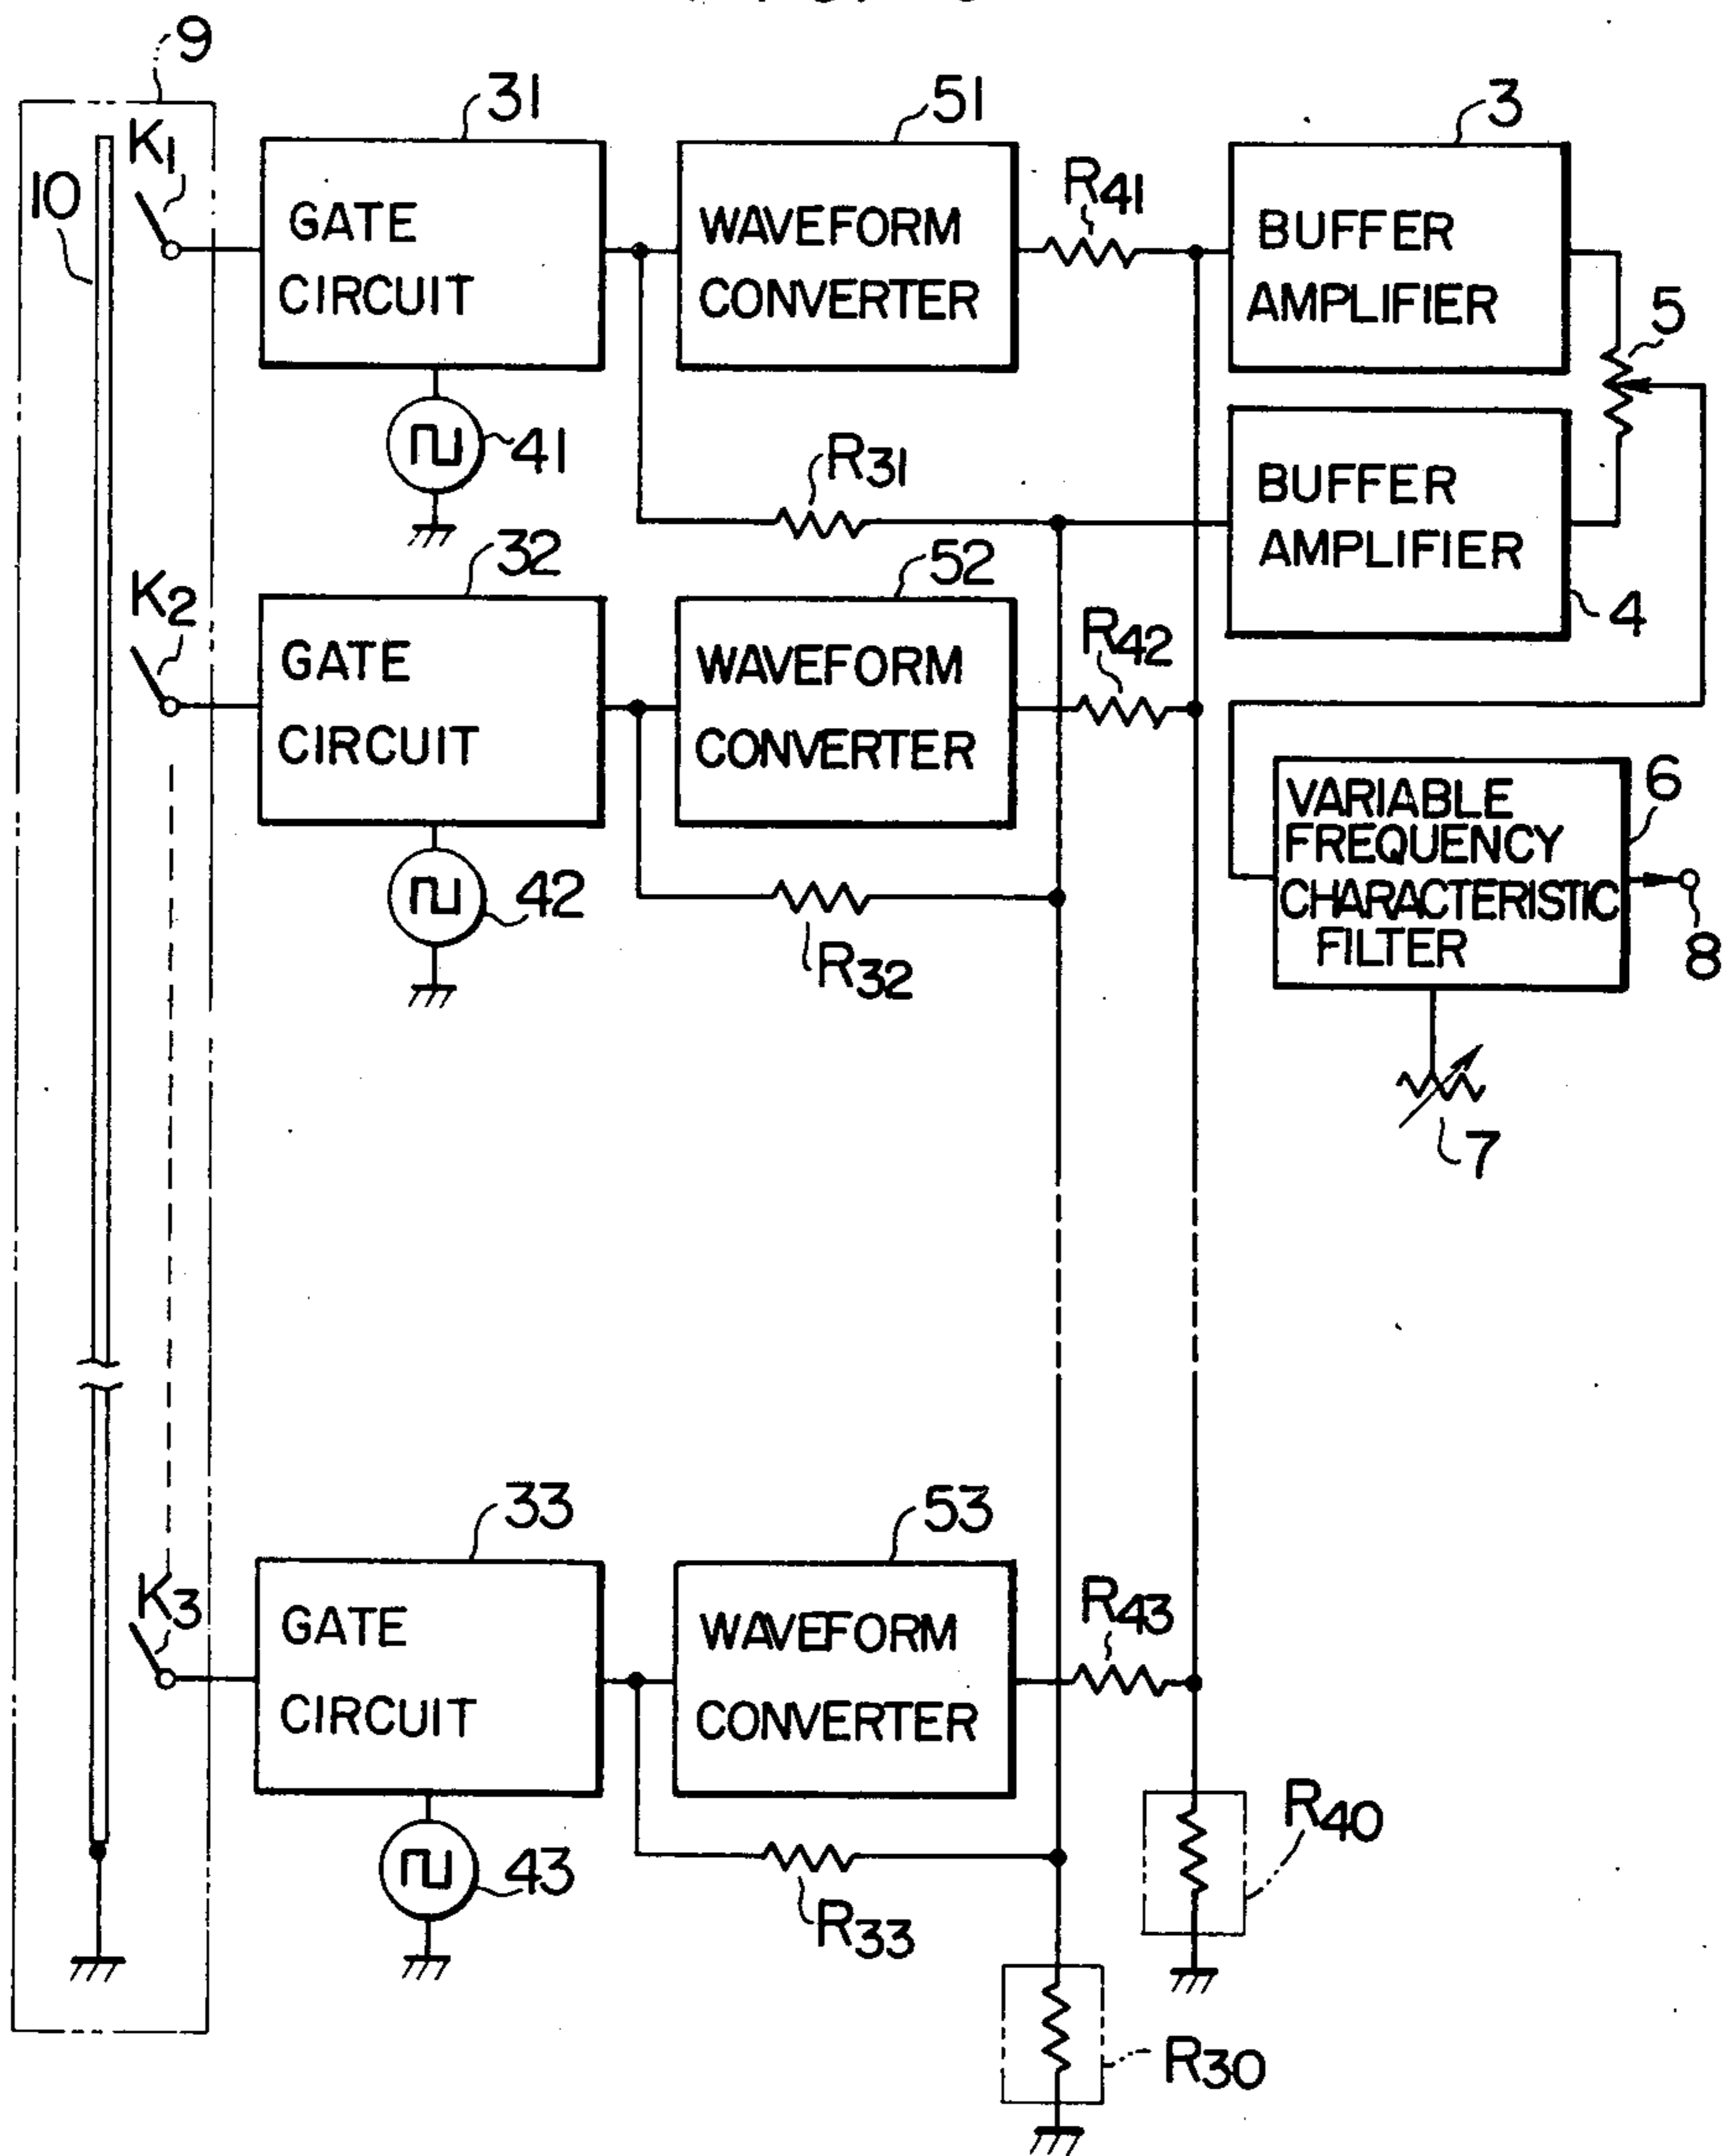 9
31
51
3
K1
10
R41
GATE
CIRCUIT
WAVEFORM
CONVERTER
BUFFER
AMPLIFIER
5
41
R31
BUFFER
AMPLIFIER
4
32
52
K2
R42
GATE
CIRCUIT
WAVEFORM
CONVERTER
6
VARIABLE
FREQUENCY
CHARACTERISTIC
FILTER
8
42
R32
7
33
53
K3
R43
GATE
CIRCUIT
WAVEFORM
CONVERTER
R40
43
R33
R30